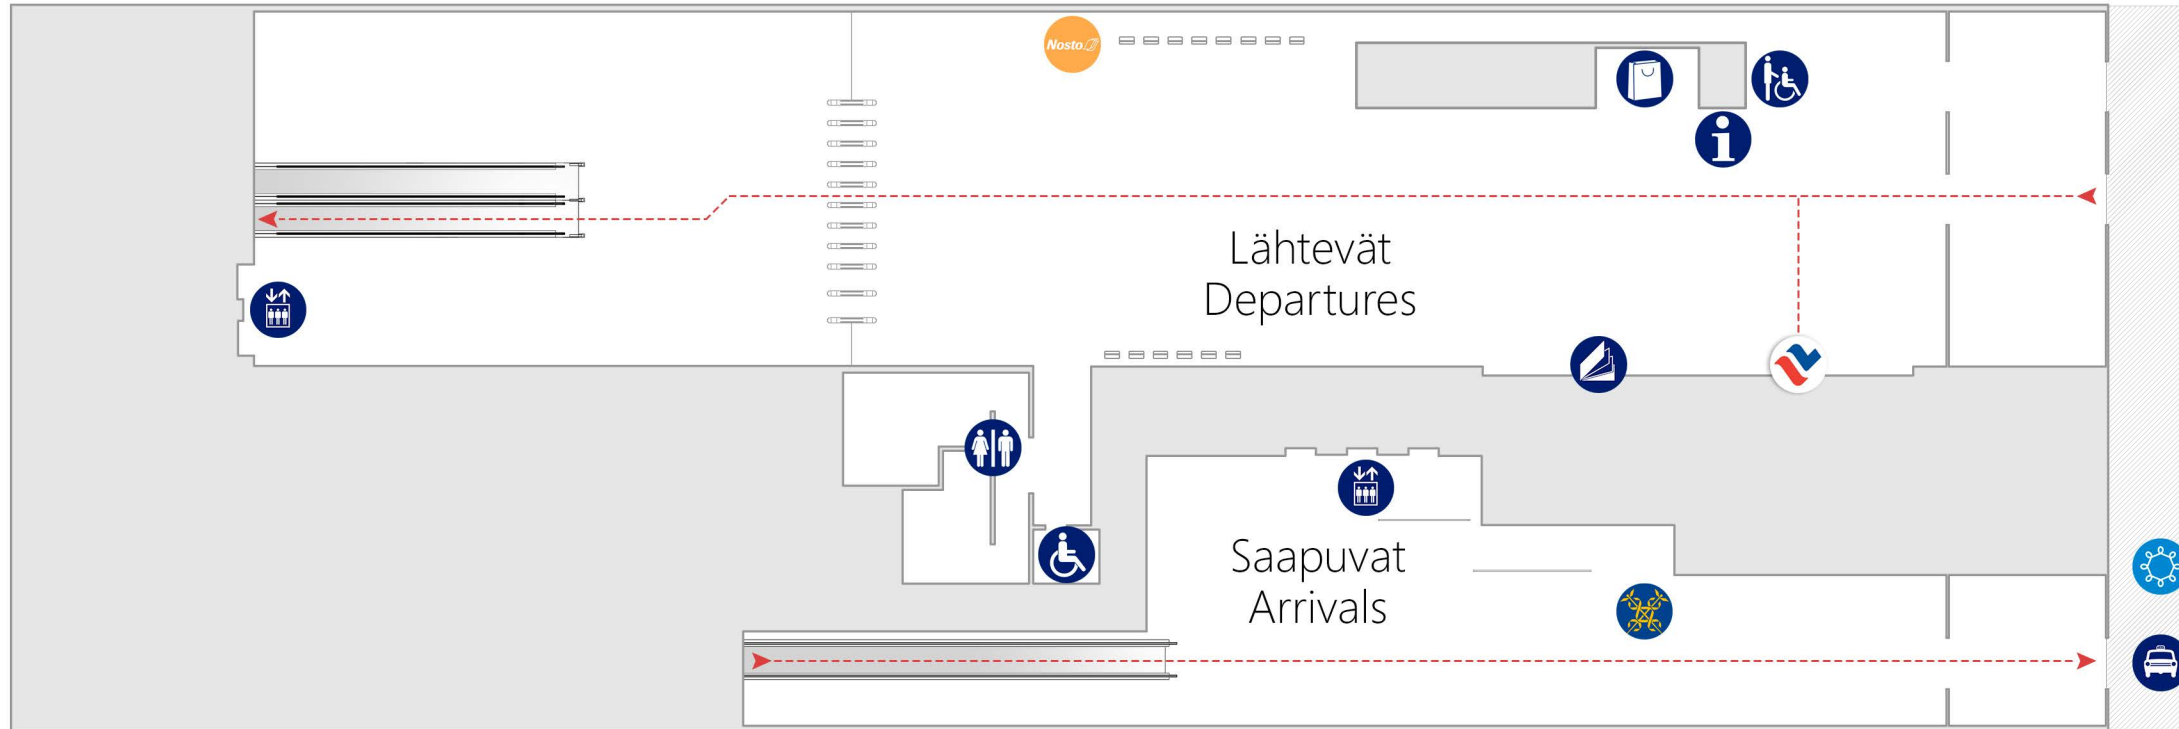 Nosto
Lähtevät
Departures
Saapuvat
Arrivals